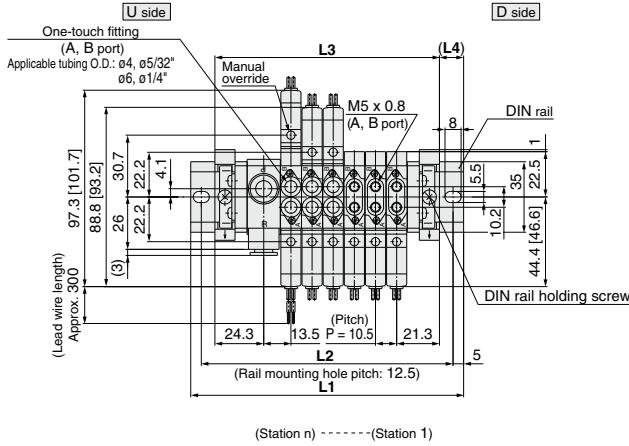 U side
D side
One-touch fitting
(A, B port)
Applicable tubing O.D.: ø4, ø5/32"
ø6, ø1/4"
Manual
override
L3
(L4)
M5 x 0.8
(A, B port)
8
DIN rail
1
97.3 [101.7]
88.8 [93.2]
30.7
22.2
4.1
26
22.2
(3)
5.5
10.2
35
22.5
44.4 [46.6]
(Lead wire length)
Approx. 300
DIN rail holding screw
24.3
13.5
(Pitch)
P = 10.5
21.3
L2
5
(Rail mounting hole pitch: 12.5)
L1
(Station n) -------(Station 1)